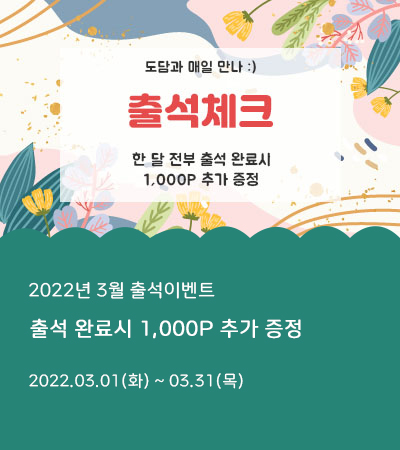 도담과 매일 만나 :)
출석체크
한 달 전부 출석 완료시
1,000P 추가 증정
2022년 3월 출석이벤트
출석 완료시 1,000P 추가 증정
2022.03.01(화) ~ 03.31(목)